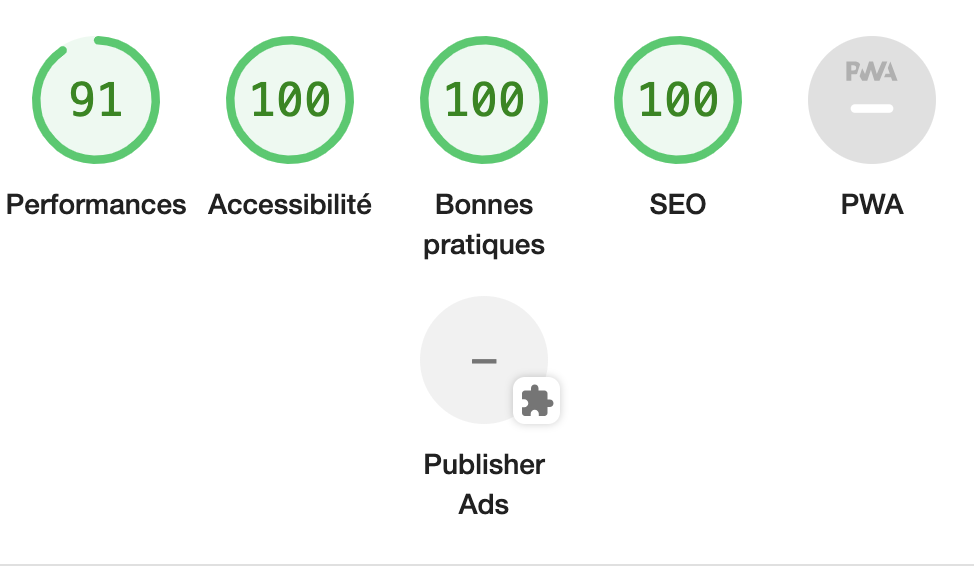 91
100
100
100
PWA
Performances
Accessibilité
Bonnes
pratiques
SEO
PWA
–
Publisher
Ads